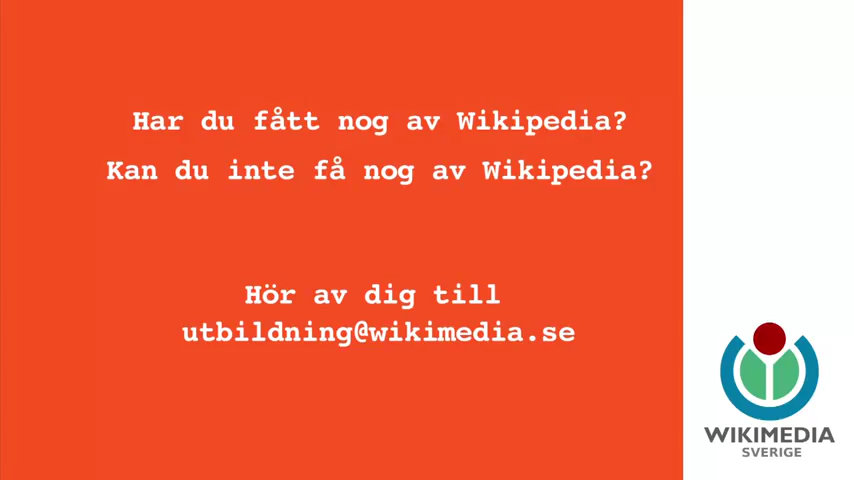 Har du fått nog av Wikipedia?
Kan du inte få nog av Wikipedia?
Hör av dig till
utbildning@wikimedia.se
WIKIMEDIA
SVERIGE